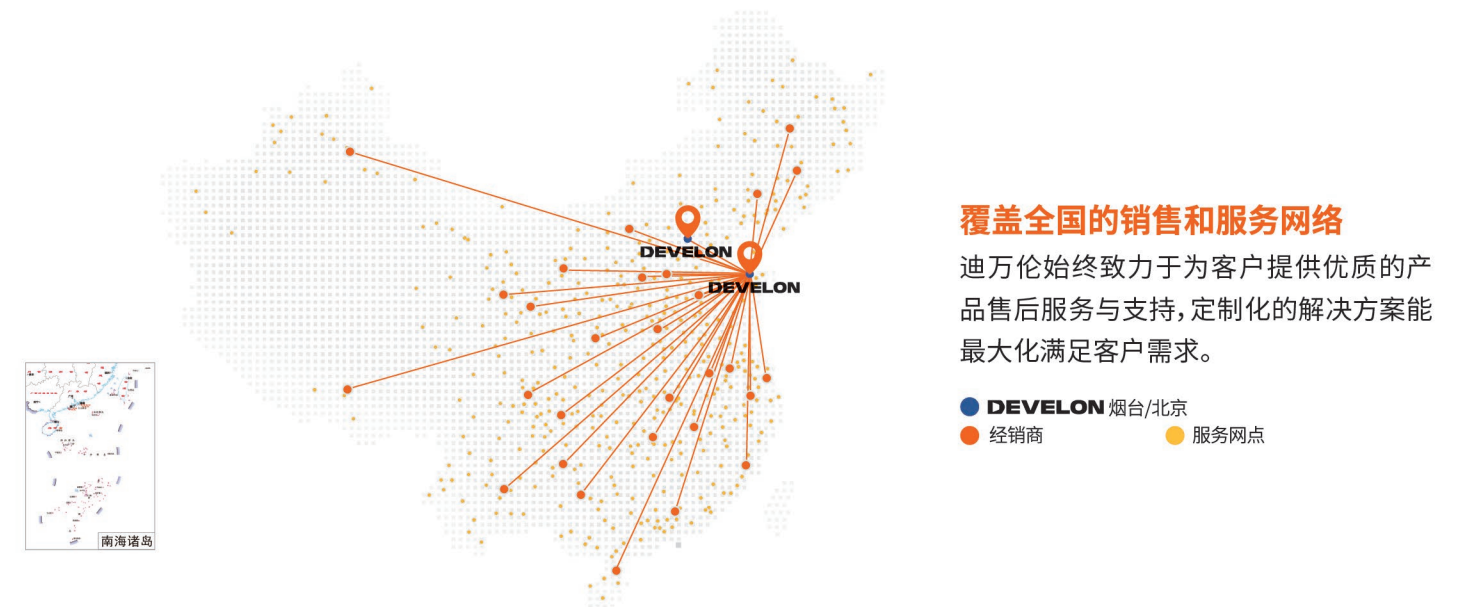 DEVELON
DEVELON
南海诸岛
覆盖全国的销售和服务网络
迪万伦始终致力于为客户提供优质的产
品售后服务与支持，定制化的解决方案能
最大化满足客户需求。
DEVELON 烟台/北京
经销商
服务网点